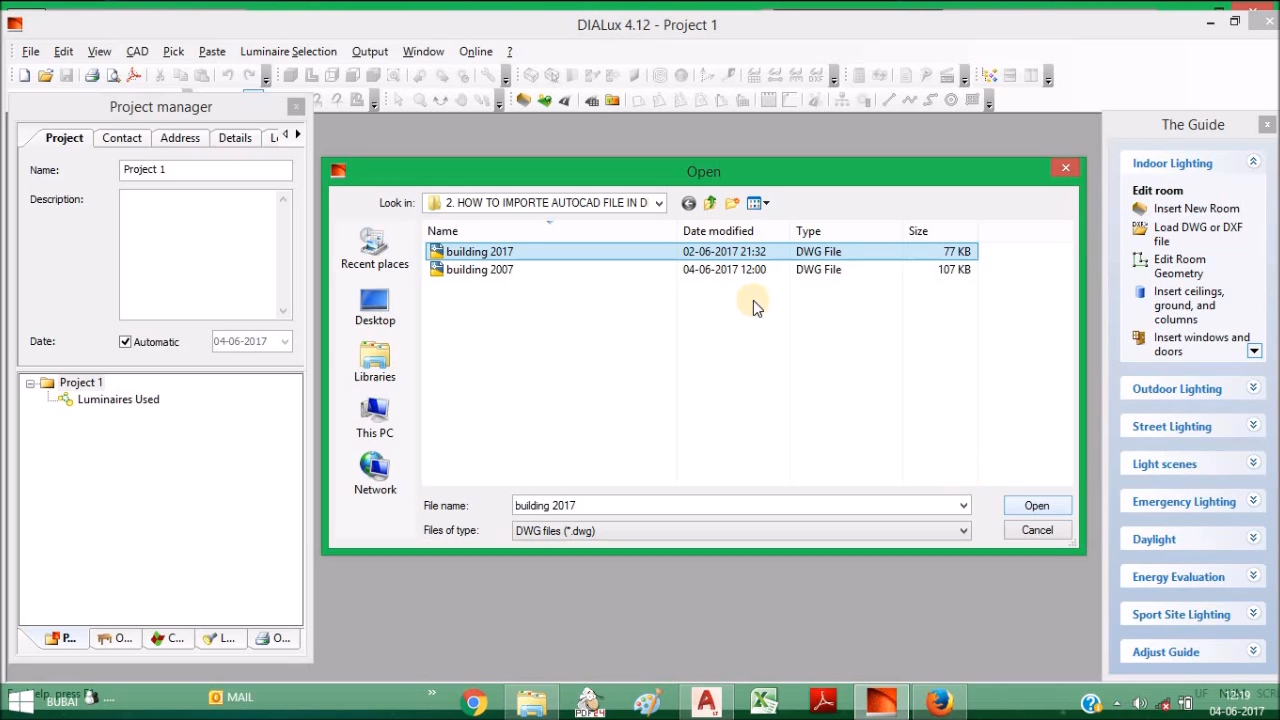 DIALux 4.12 - Project 1
File Edit View CAD Pick Paste Luminaire Selection Output Window Online ?
Project manager
Project Contact Address Details
Name: Project 1
Description:
Date: Automatic 04-06-2017
Project 1
Luminaires Used
P... O... C... L... O...
Open
Look in: 2. HOW TO IMPORTE AUTOCAD FILE IN D
Name Date modified Type Size
building 2017 02-06-2017 21:32 DWG File 77 KB
building 2007 04-06-2017 12:00 DWG File 107 KB
Recent places
Desktop
Libraries
This PC
Network
File name: building 2017 Open
Files of type: DWG files (*.dwg) Cancel
The Guide
Indoor Lighting
Edit room
Insert New Room
Load DWG or DXF
file
Edit Room
Geometry
Insert ceilings,
ground, and
columns
Insert windows and
doors
Outdoor Lighting
Street Lighting
Light scenes
Emergency Lighting
Daylight
Energy Evaluation
Sport Site Lighting
Adjust Guide
BUBAI MAIL PDF24 12:19
04-06-2017